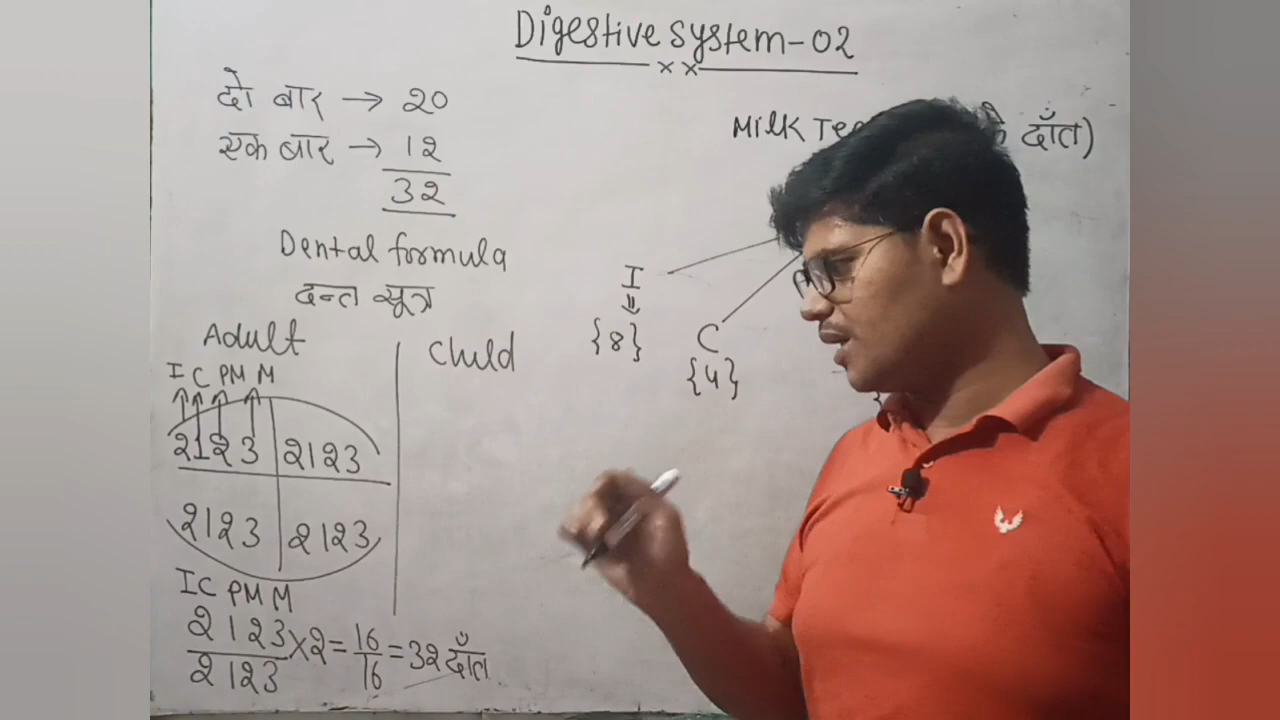 Digestive System-02
दो बार → 20
एक बार → 12
32
Milk Tee दाँत)
Dental formula
दन्त सूत्र
Adult
Child
I C PM M
2123 2123
2123 2123
I C PM M
2123/2123 ×2 = 16/16 = 32 दाँत
I
⇓
{8}
C
{4}